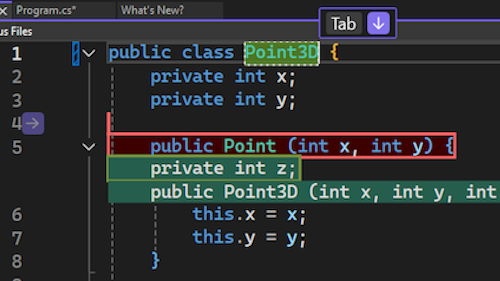 Program.cs* What's New?
us Files
Tab
1 public class Point3D {
2 private int x;
3 private int y;
4
5 public Point (int x, int y) {
private int z;
public Point3D (int x, int y, int
6 this.x = x;
7 this.y = y;
8 }